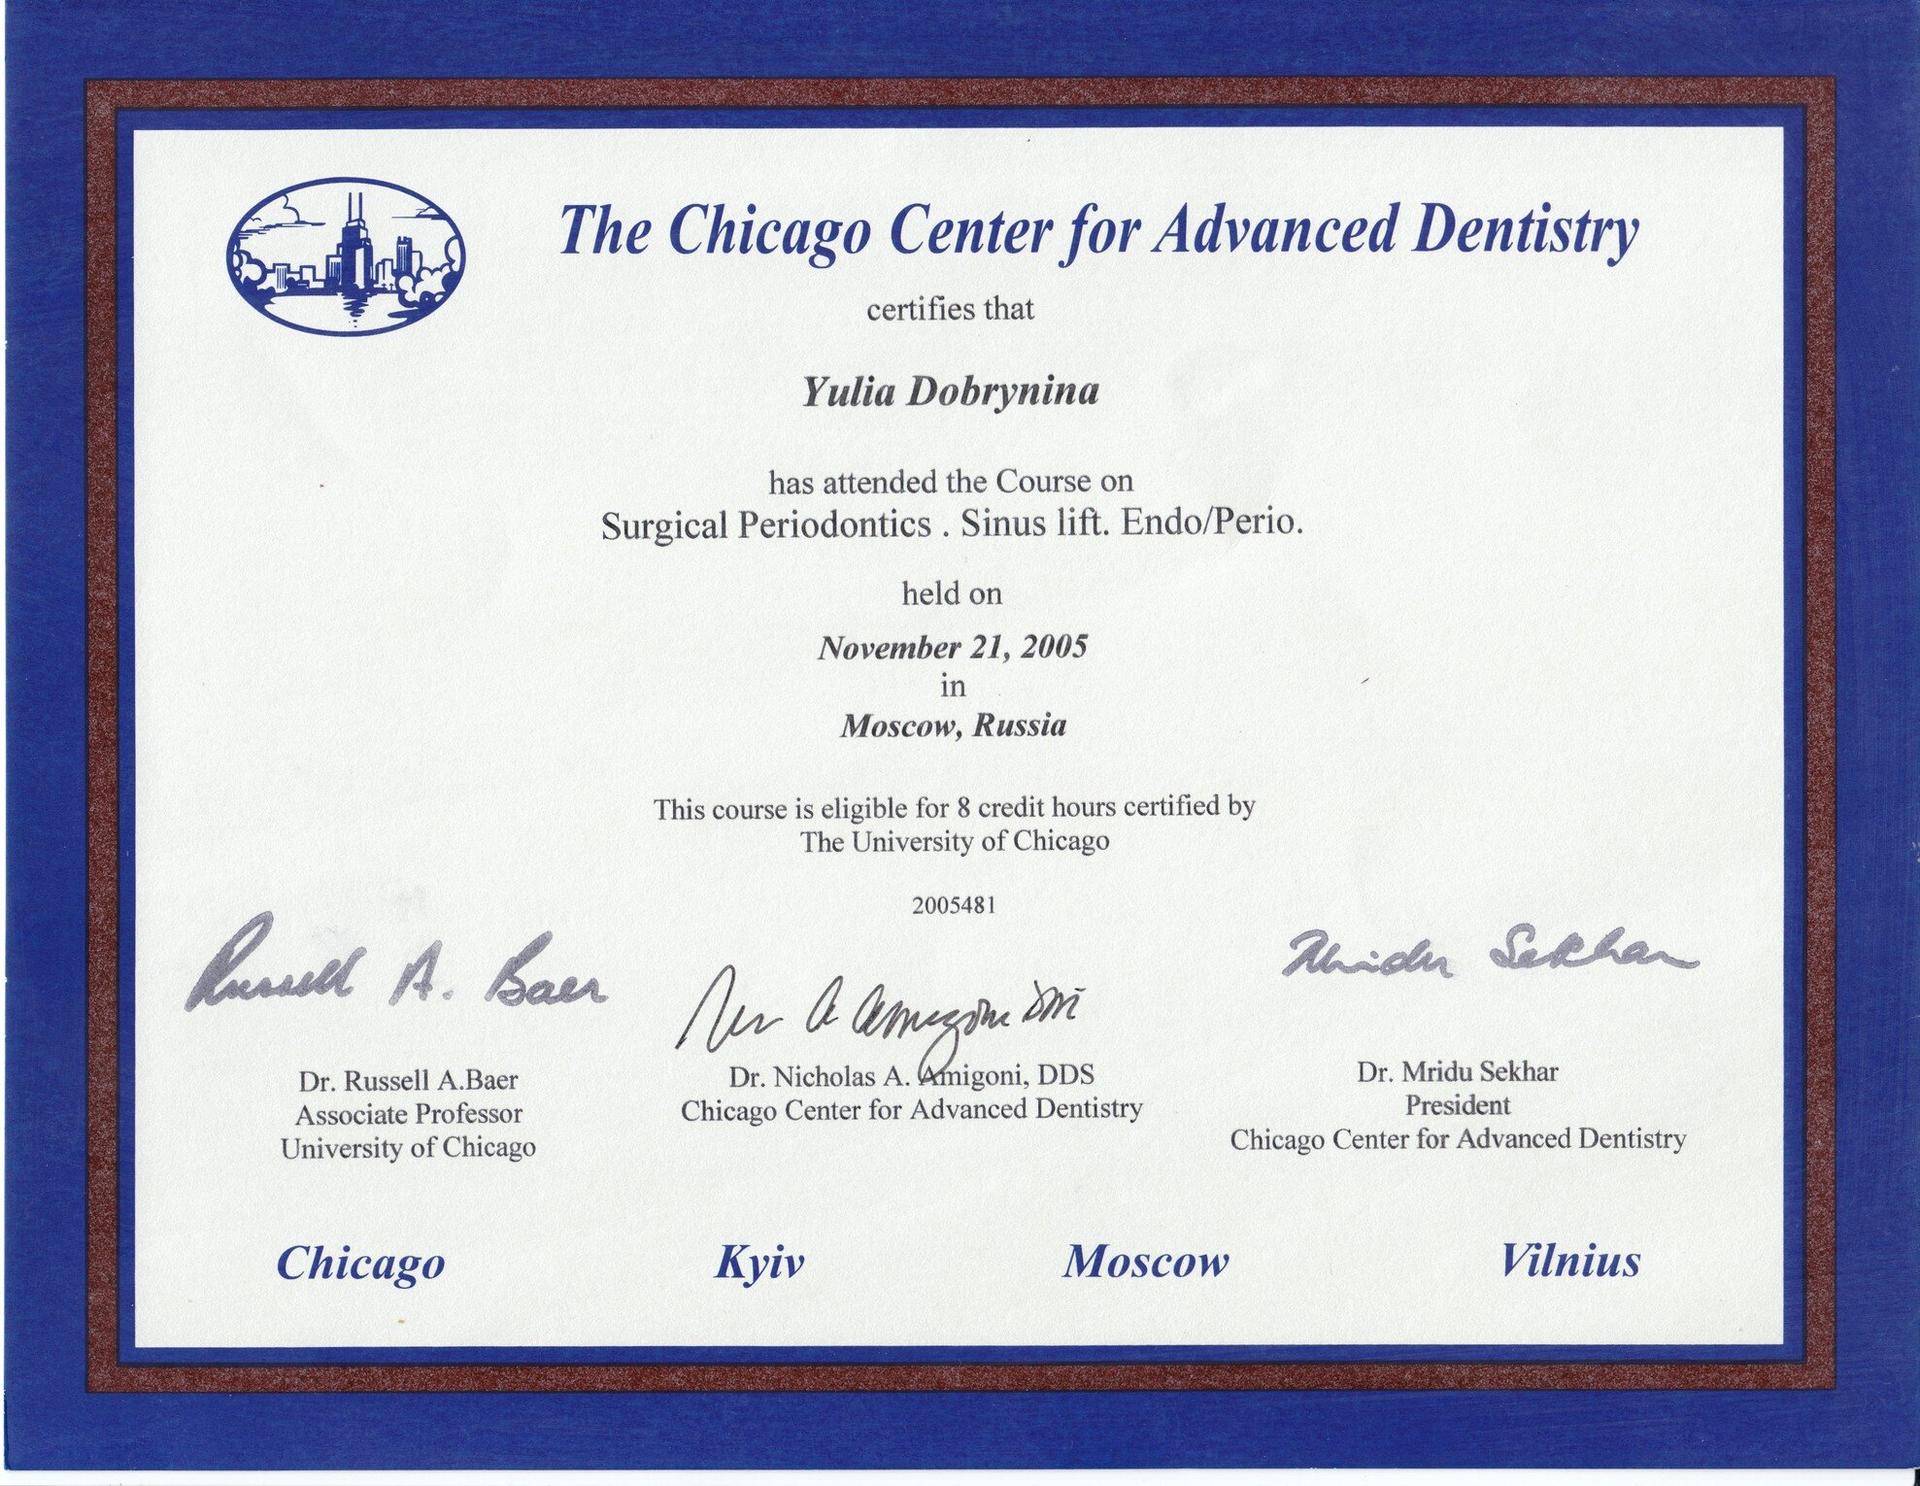 The Chicago Center for Advanced Dentistry
certifies that
Yulia Dobrynina
has attended the Course on
Surgical Periodontics . Sinus lift. Endo/Perio.
held on
November 21, 2005
in
Moscow, Russia
This course is eligible for 8 credit hours certified by
The University of Chicago
2005481
Russell A. Baer
Dr. Russell A.Baer
Associate Professor
University of Chicago
A Amigoni
Dr. Nicholas A. Amigoni, DDS
Chicago Center for Advanced Dentistry
Mridu Sekhar
Dr. Mridu Sekhar
President
Chicago Center for Advanced Dentistry
Chicago Kyiv Moscow Vilnius